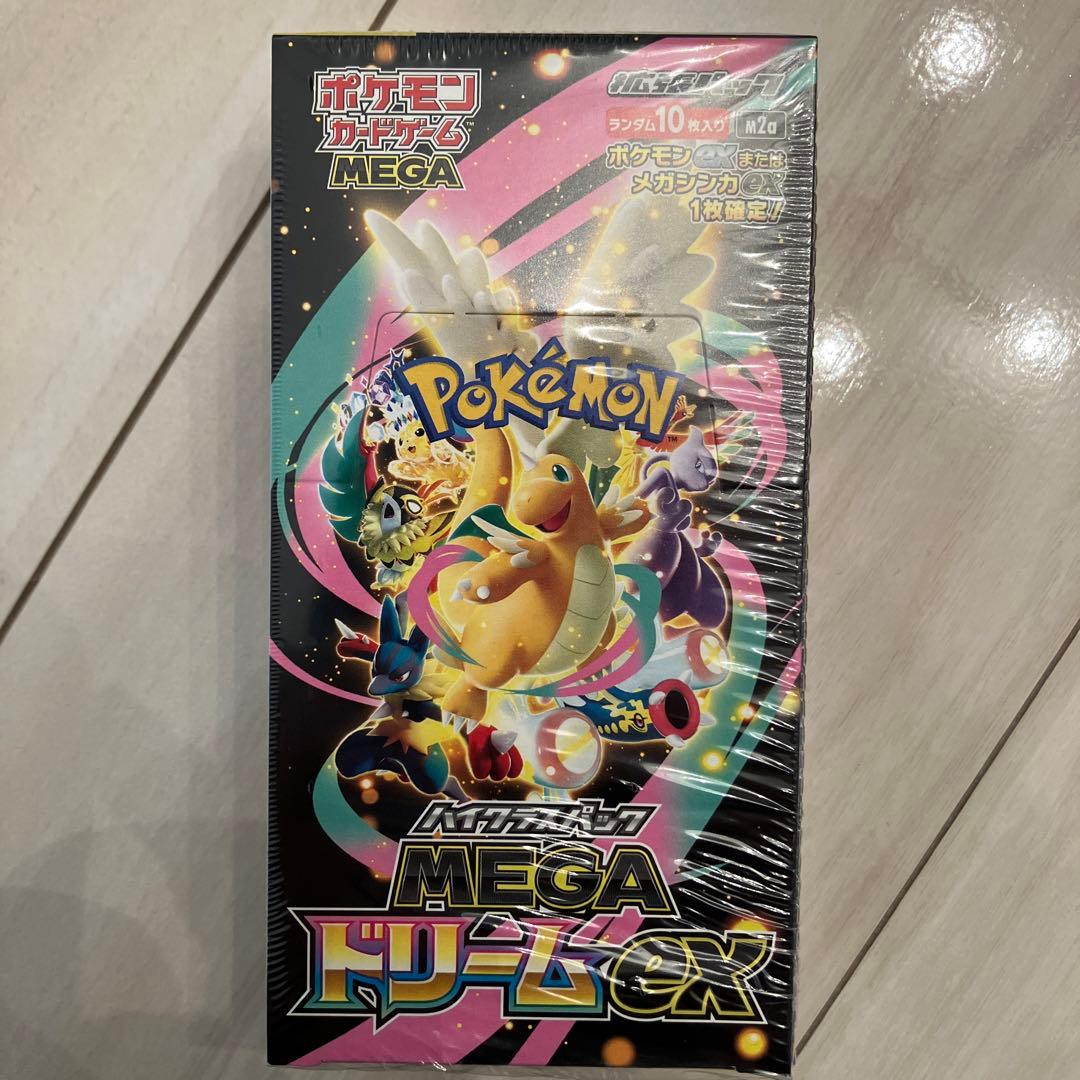 ポケモン
カードゲーム™
MEGA
拡張パック
ランダム10枚入り
M2a
ポケモンexまたは
メガシンカex
1枚確定!
POKéMON
™
ハイクラスパック
MEGA
ドリームex